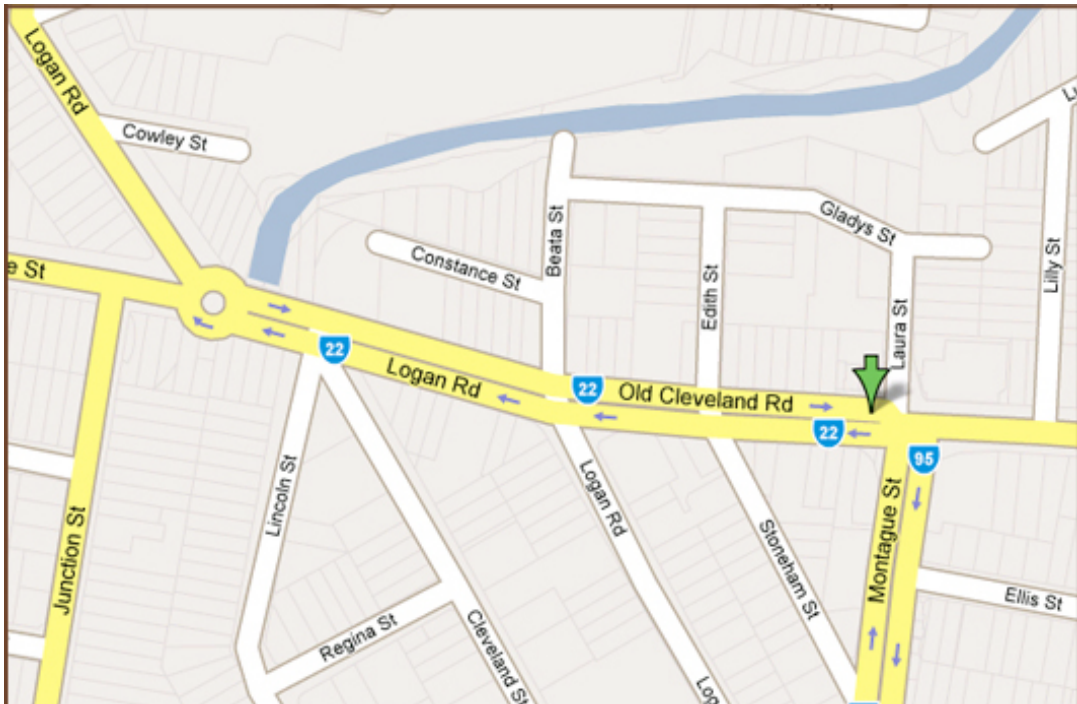 Logan Rd
Cowley St
Constance St
Beata St
Edith St
Gladys St
Laura St
Lilly St
e St
22
Logan Rd
22
Old Cleveland Rd
22
95
Junction St
Lincoln St
Regina St
Cleveland St
Logan Rd
Stoneham St
Montague St
Ellis St